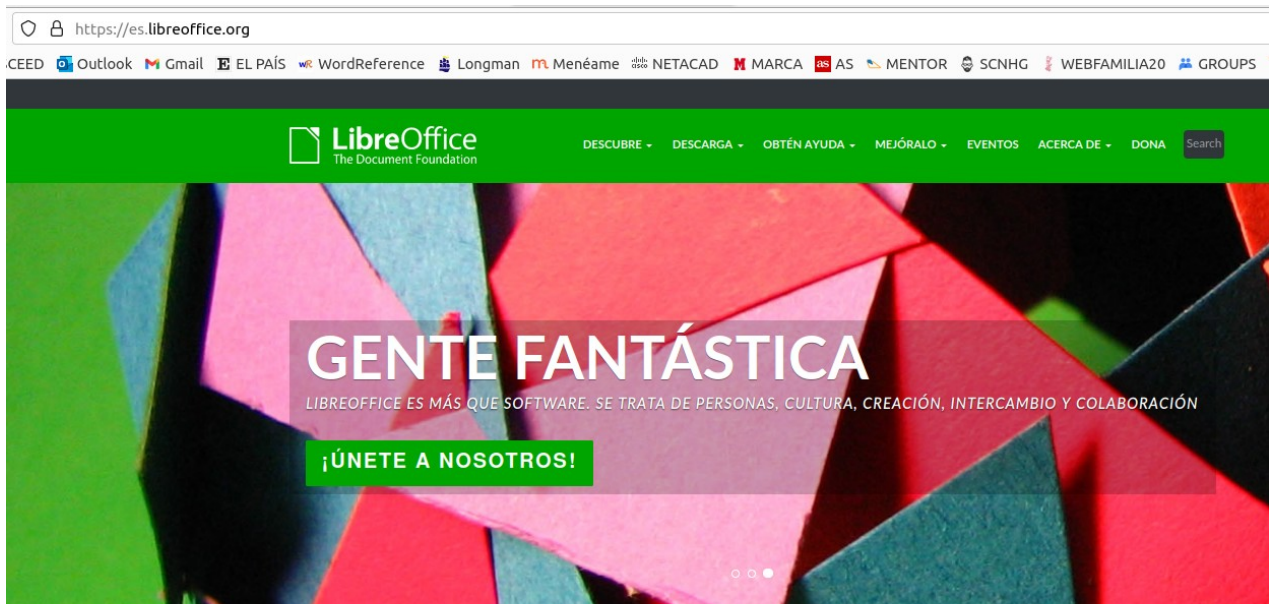 https://es.libreoffice.org
CEED Outlook Gmail EL PAÍS WordReference Longman Menéame NETACAD MARCA AS MENTOR SCNHG WEBFAMILIA20 GROUPS
LibreOffice
The Document Foundation
DESCUBRE DESCARGA OBTÉN AYUDA MEJÓRALO EVENTOS ACERCA DE DONA Search
GENTE FANTÁSTICA
LIBREOFFICE ES MÁS QUE SOFTWARE. SE TRATA DE PERSONAS, CULTURA, CREACIÓN, INTERCAMBIO Y COLABORACIÓN
¡ÚNETE A NOSOTROS!